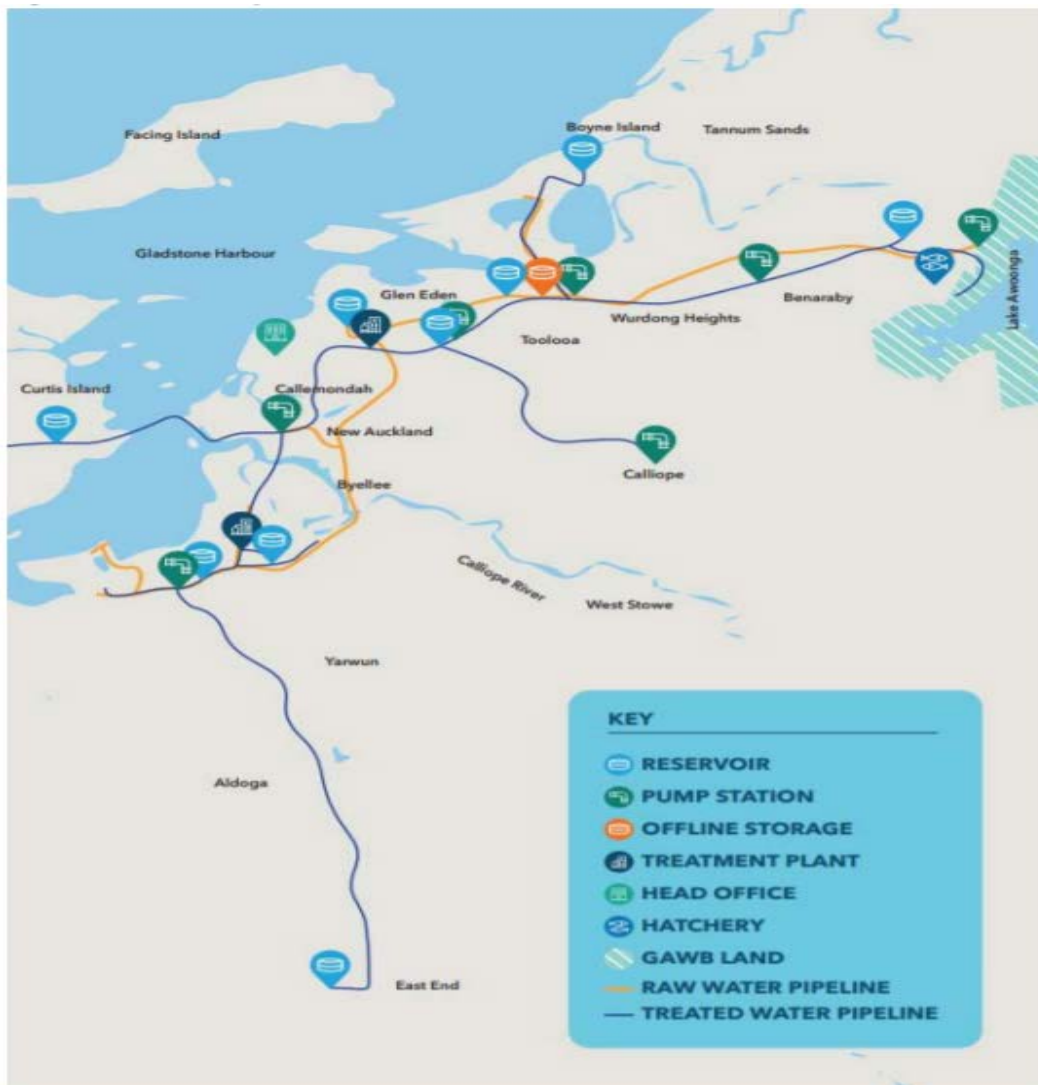 Boyne Island
Tannum Sands
Facing Island
Gladstone Harbour
Lake Awoonga
Glen Eden
Benaraby
Wurdong Heights
Toolooa
Curtis Island
Callemondah
New Auckland
Calliope
Byellee
Calliope River
West Stowe
Yarwun
Aldoga
East End
KEY
RESERVOIR
PUMP STATION
OFFLINE STORAGE
TREATMENT PLANT
HEAD OFFICE
HATCHERY
GAWB LAND
RAW WATER PIPELINE
TREATED WATER PIPELINE